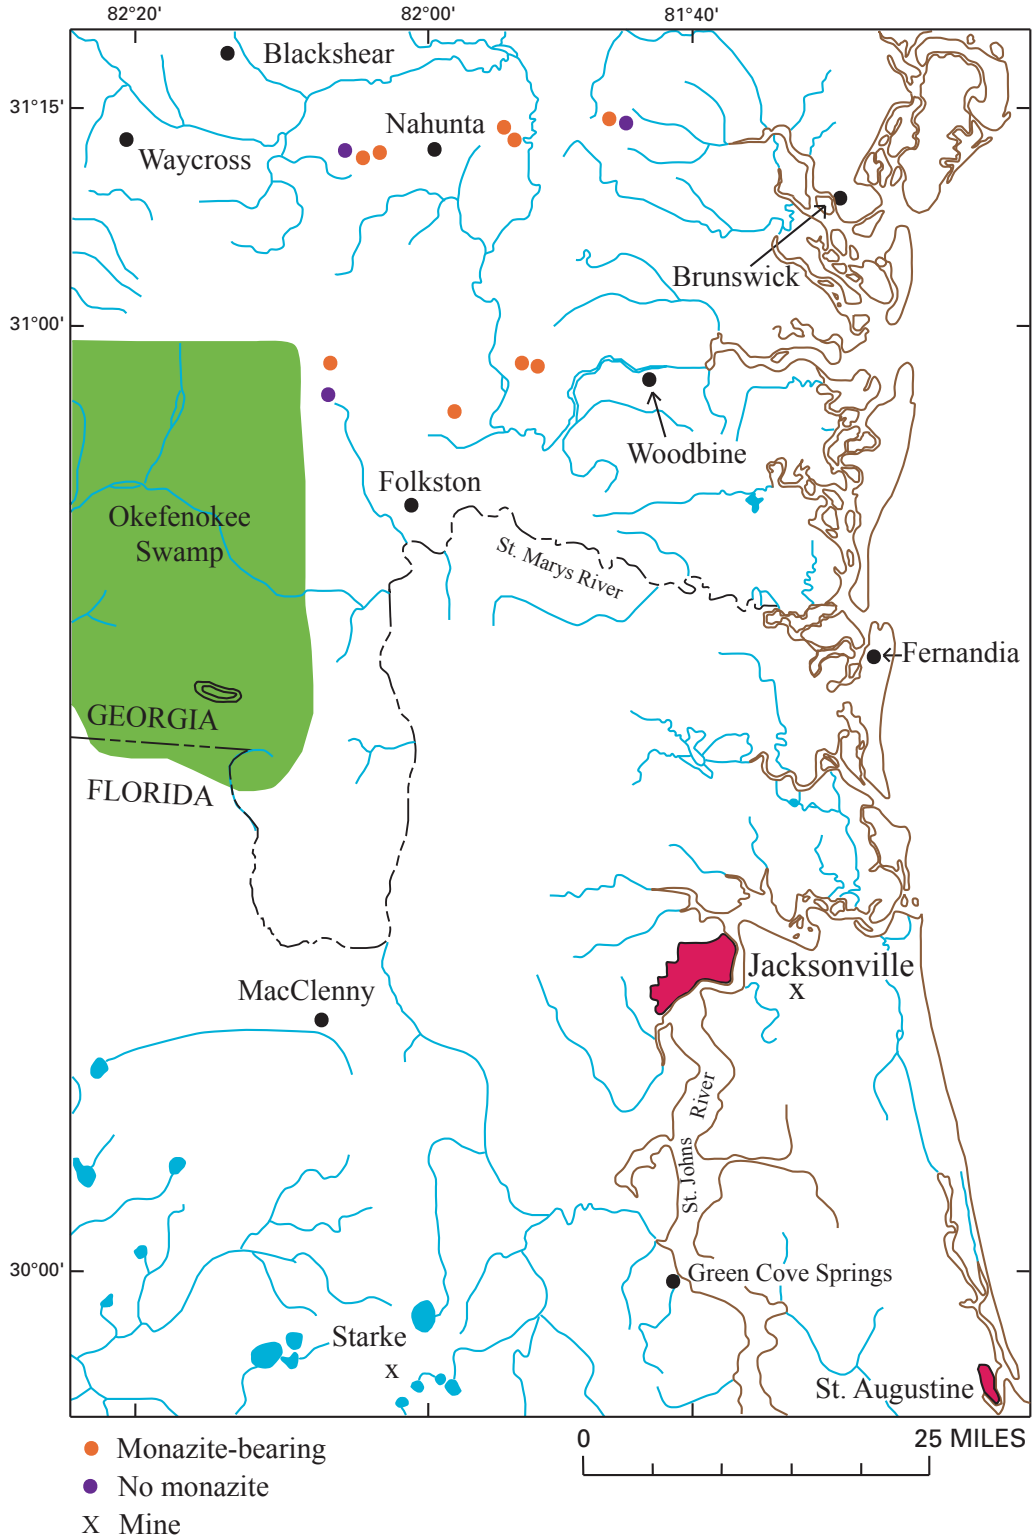 82°20' 82°00' 81°40'
Blackshear
31°15'
Nahunta
Waycross
Brunswick
31°00'
Woodbine
Folkston
Okefenokee
Swamp
St. Marys River
Fernandia
GEORGIA
FLORIDA
Jacksonville
X
MacClenny
St. Johns River
30°00'
Green Cove Springs
Starke
X
St. Augustine
0 25 MILES
Monazite-bearing
No monazite
X Mine